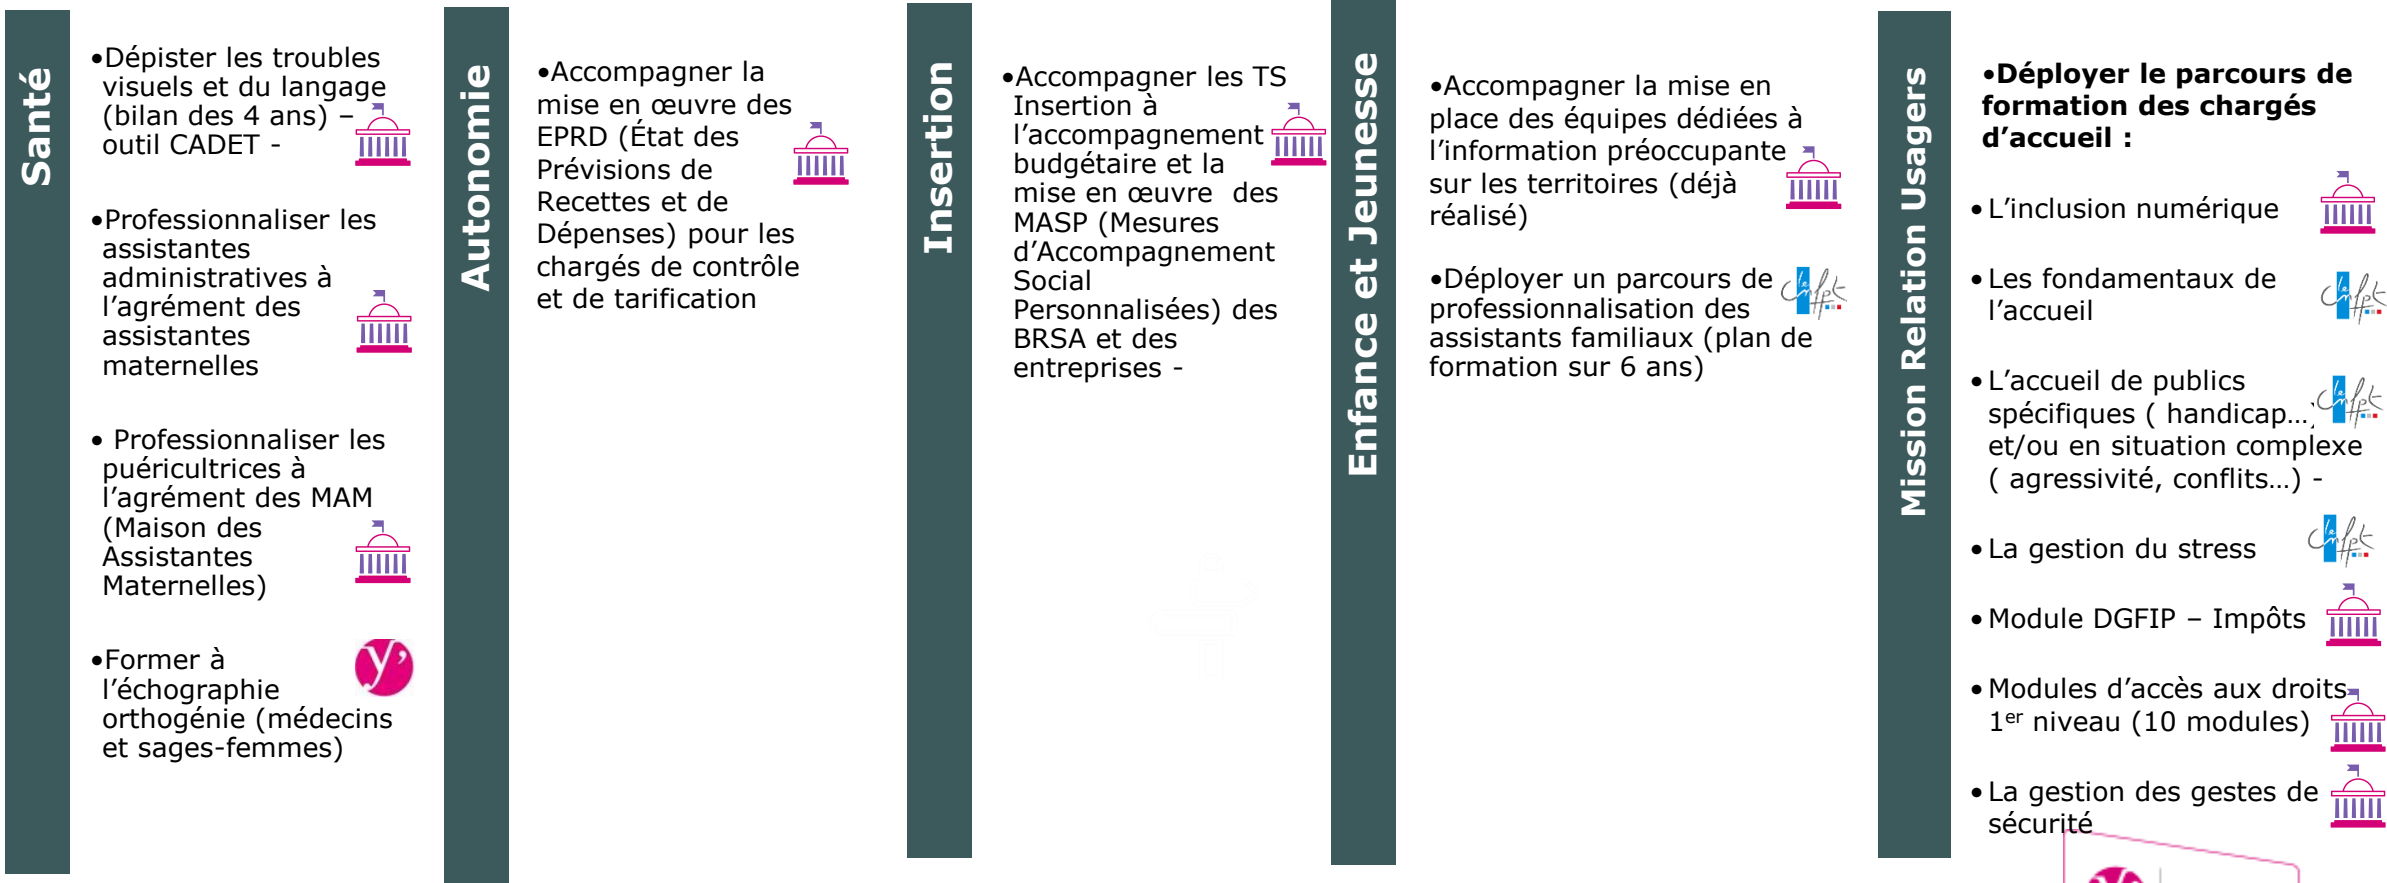 Santé
•Dépister les troubles
visuels et du langage
(bilan des 4 ans) –
outil CADET -
•Professionnaliser les
assistantes
administratives à
l’agrément des
assistantes
maternelles
• Professionnaliser les
puéricultrices à
l’agrément des MAM
(Maison des
Assistantes
Maternelles)
•Former à
l’échographie
orthogénie (médecins
et sages-femmes)
y’
Autonomie
•Accompagner la
mise en œuvre des
EPRD (État des
Prévisions de
Recettes et de
Dépenses) pour les
chargés de contrôle
et de tarification
Insertion
•Accompagner les TS
Insertion à
l’accompagnement
budgétaire et la
mise en œuvre des
MASP (Mesures
d’Accompagnement
Social
Personnalisées) des
BRSA et des
entreprises -
Enfance et Jeunesse
•Accompagner la mise en
place des équipes dédiées à
l’information préoccupante
sur les territoires (déjà
réalisé)
•Déployer un parcours de
professionnalisation des
assistants familiaux (plan de
formation sur 6 ans)
le cnfpt
Mission Relation Usagers
•Déployer le parcours de
formation des chargés
d’accueil :
• L’inclusion numérique
• Les fondamentaux de
l’accueil
le cnfpt
• L’accueil de publics
spécifiques ( handicap…)
et/ou en situation complexe
( agressivité, conflits…) -
le cnfpt
• La gestion du stress
le cnfpt
• Module DGFIP – Impôts
• Modules d’accès aux droits
1er niveau (10 modules)
• La gestion des gestes de
sécurité